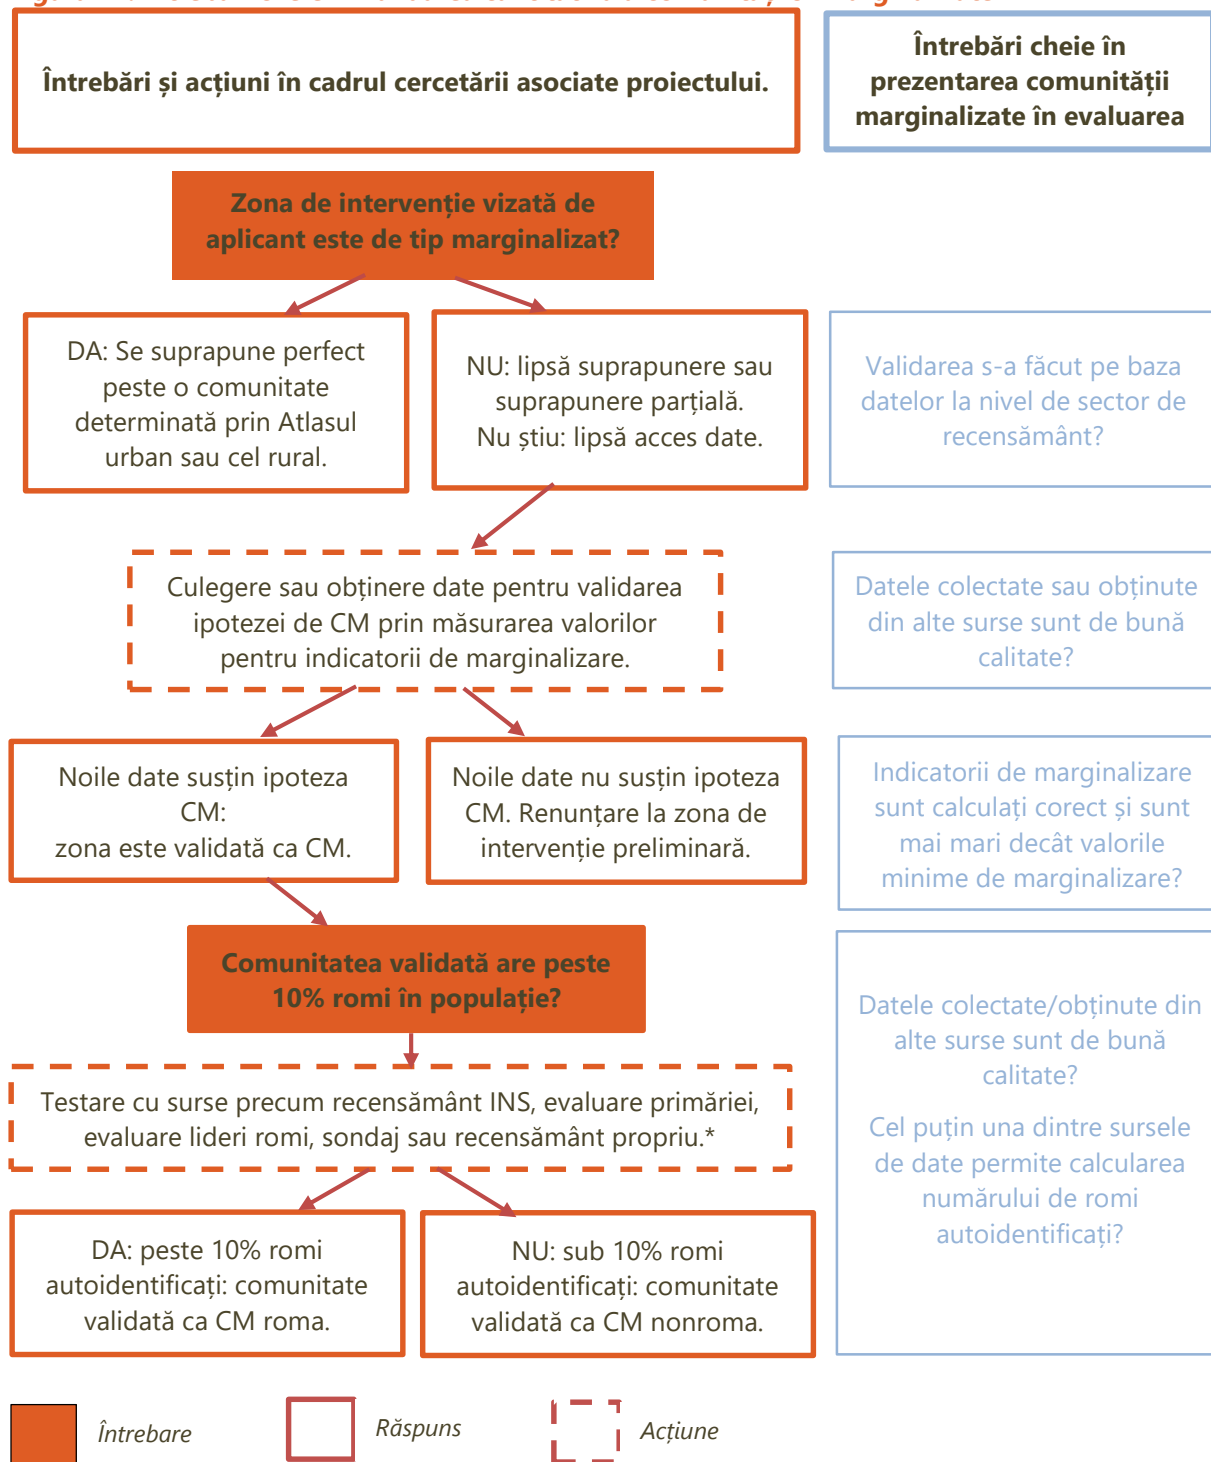 Întrebări și acțiuni în cadrul cercetării asociate proiectului.
Întrebări cheie în
prezentarea comunității
marginalizate în evaluarea
Zona de intervenție vizată de
aplicant este de tip marginalizat?
DA: Se suprapune perfect
peste o comunitate
determinată prin Atlasul
urban sau cel rural.
NU: lipsă suprapunere sau
suprapunere parțială.
Nu știu: lipsă acces date.
Validarea s-a făcut pe baza
datelor la nivel de sector de
recensământ?
Culegere sau obținere date pentru validarea
ipotezei de CM prin măsurarea valorilor
pentru indicatorii de marginalizare.
Datele colectate sau obținute
din alte surse sunt de bună
calitate?
Noile date susțin ipoteza
CM:
zona este validată ca CM.
Noile date nu susțin ipoteza
CM. Renunțare la zona de
intervenție preliminară.
Indicatorii de marginalizare
sunt calculați corect și sunt
mai mari decât valorile
minime de marginalizare?
Comunitatea validată are peste
10% romi în populație?
Testare cu surse precum recensământ INS, evaluare primăriei,
evaluare lideri romi, sondaj sau recensământ propriu.*
Datele colectate/obținute din
alte surse sunt de bună
calitate?
Cel puțin una dintre sursele
de date permite calcularea
numărului de romi
autoidentificați?
DA: peste 10% romi
autoidentificați: comunitate
validată ca CM roma.
NU: sub 10% romi
autoidentificați: comunitate
validată ca CM nonroma.
Întrebare
Răspuns
Acțiune